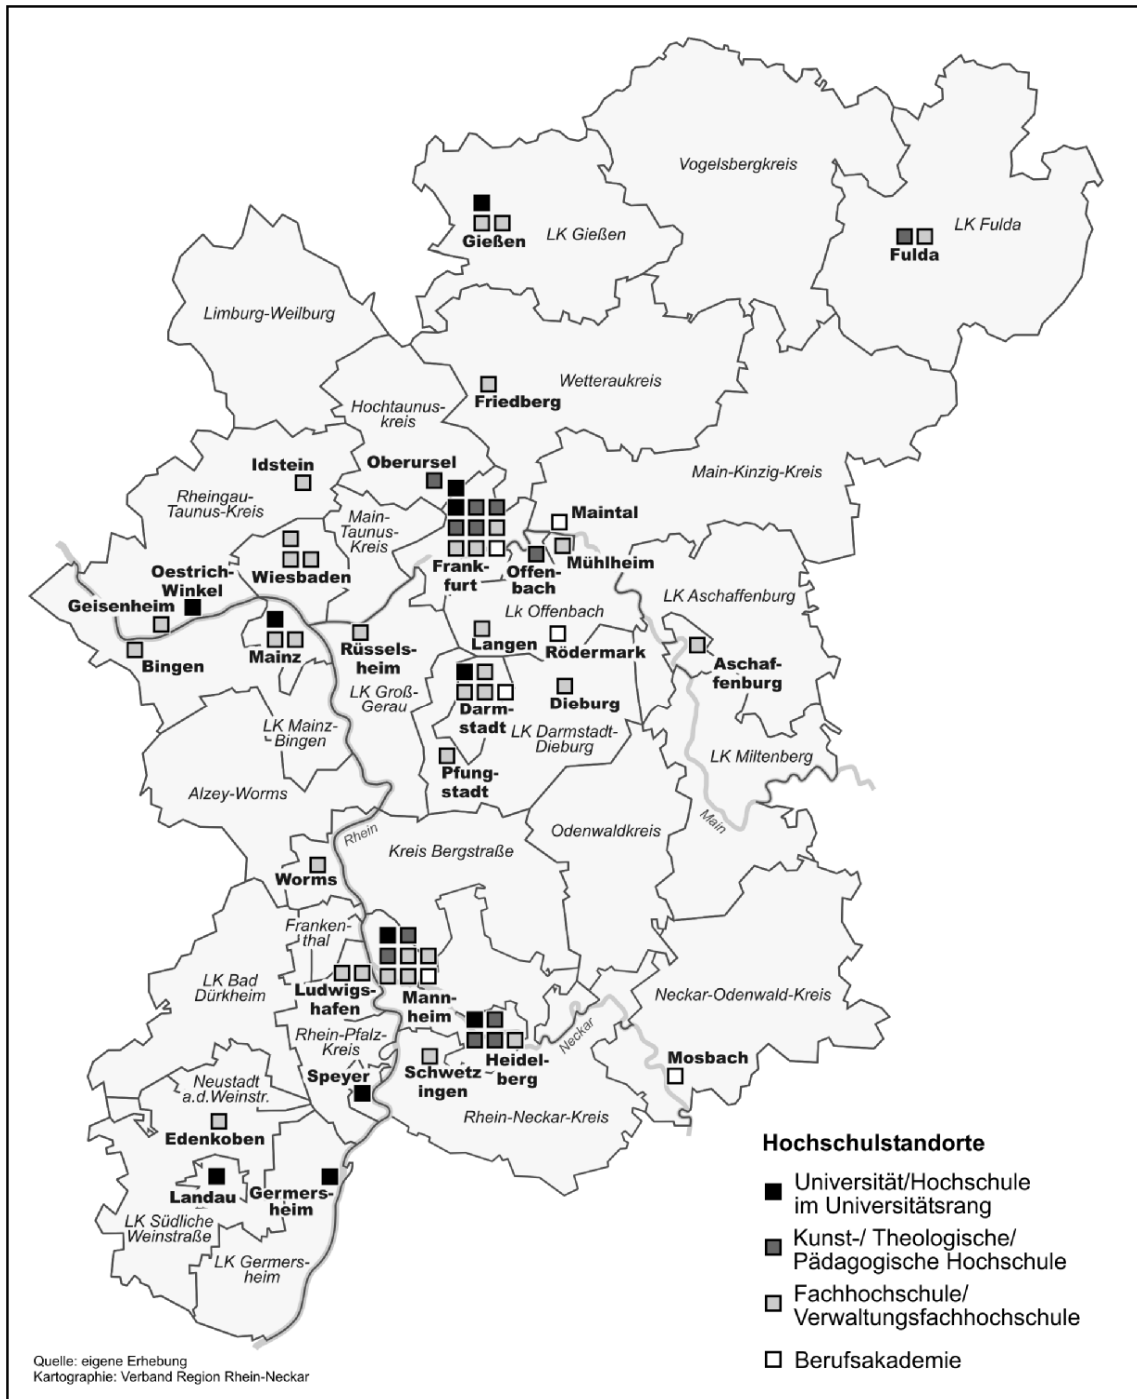 Vogelsbergkreis
LK Gießen
Gießen
LK Fulda
Fulda
Limburg-Weilburg
Wetteraukreis
Friedberg
Hochtaunus-
kreis
Oberursel
Idstein
Main-Kinzig-Kreis
Rheingau-
Taunus-Kreis
Main-
Taunus-
Kreis
Maintal
Mühlheim
Frank-
furt
Offen-
bach
Wiesbaden
Oestrich-
Winkel
Geisenheim
Bingen
Mainz
Rüssels-
heim
Lk Offenbach
Langen
Rödermark
LK Aschaffenburg
Aschaf-
fenburg
LK Groß-
Gerau
Darm-
stadt
Dieburg
LK Darmstadt-
Dieburg
LK Mainz-
Bingen
LK Miltenberg
Pfung-
stadt
Alzey-Worms
Main
Rhein
Kreis Bergstraße
Odenwaldkreis
Worms
Franken-
thal
LK Bad
Dürkheim
Ludwigs-
hafen
Mann-
heim
Neckar-Odenwald-Kreis
Rhein-Pfalz-
Kreis
Neckar
Heidel-
berg
Schwetz
ingen
Mosbach
Speyer
Neustadt
a.d.Weinstr.
Rhein-Neckar-Kreis
Edenkoben
Landau
Germers-
heim
LK Südliche
Weinstraße
LK Germers-
heim
Hochschulstandorte
Universität/Hochschule
im Universitätsrang
Kunst-/ Theologische/
Pädagogische Hochschule
Fachhochschule/
Verwaltungsfachhochschule
Berufsakademie
Quelle: eigene Erhebung
Kartographie: Verband Region Rhein-Neckar